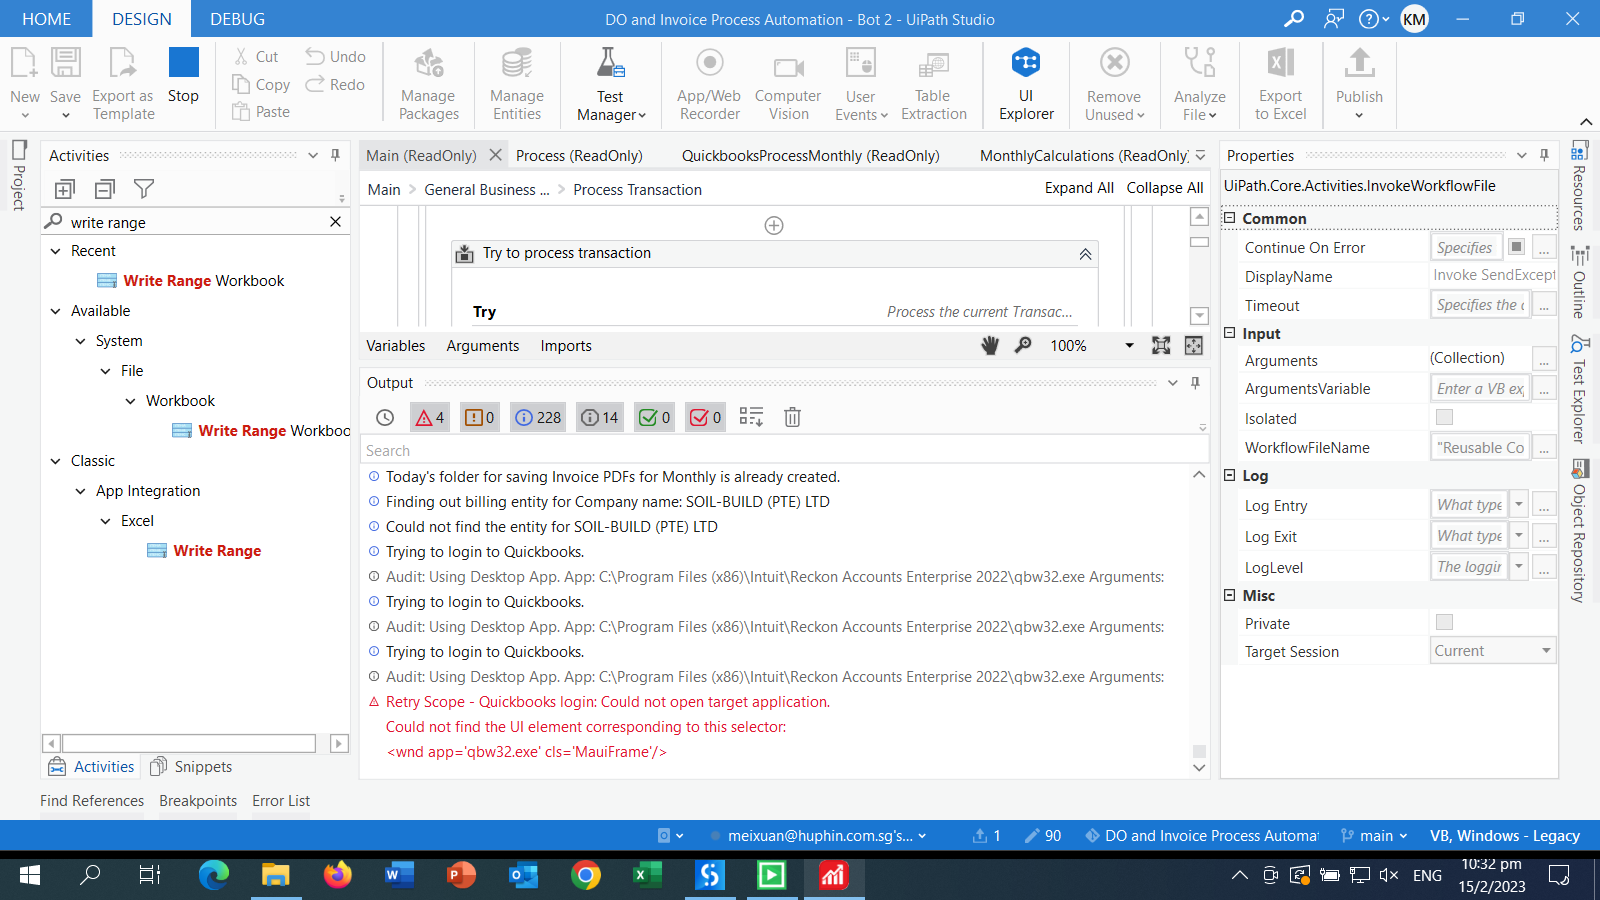 HOME DESIGN DEBUG DO and Invoice Process Automation - Bot 2 - UiPath Studio KM
New Save Export as Template Stop
Cut Undo
Copy Redo
Paste
Manage Packages
Manage Entities
Test Manager
App/Web Recorder
Computer Vision
User Events
Table Extraction
UI Explorer
Remove Unused
Analyze File
Export to Excel
Publish
Project
Activities
write range
Recent
Write Range Workbook
Available
System
File
Workbook
Write Range Workboo
Classic
App Integration
Excel
Write Range
Activities Snippets
Find References Breakpoints Error List
Main (ReadOnly) Process (ReadOnly) QuickbooksProcessMonthly (ReadOnly) MonthlyCalculations (ReadOnly)
Main > General Business ... > Process Transaction Expand All Collapse All
Try to process transaction
Try Process the current Transac...
Variables Arguments Imports 100%
Output
4 0 228 14 0 0
Search
Today's folder for saving Invoice PDFs for Monthly is already created.
Finding out billing entity for Company name: SOIL-BUILD (PTE) LTD
Could not find the entity for SOIL-BUILD (PTE) LTD
Trying to login to Quickbooks.
Audit: Using Desktop App. App: C:\Program Files (x86)\Intuit\Reckon Accounts Enterprise 2022\qbw32.exe Arguments:
Trying to login to Quickbooks.
Audit: Using Desktop App. App: C:\Program Files (x86)\Intuit\Reckon Accounts Enterprise 2022\qbw32.exe Arguments:
Trying to login to Quickbooks.
Audit: Using Desktop App. App: C:\Program Files (x86)\Intuit\Reckon Accounts Enterprise 2022\qbw32.exe Arguments:
Retry Scope - Quickbooks login: Could not open target application.
Could not find the UI element corresponding to this selector:
<wnd app='qbw32.exe' cls='MauiFrame'/>
Properties
UiPath.Core.Activities.InvokeWorkflowFile
Common
Continue On Error Specifies ...
DisplayName Invoke SendExcept
Timeout Specifies the ...
Input
Arguments (Collection) ...
ArgumentsVariable Enter a VB ex ...
Isolated
WorkflowFileName "Reusable Co ...
Log
Log Entry What type ...
Log Exit What type ...
LogLevel The loggin ...
Misc
Private
Target Session Current
Resources
Outline
Test Explorer
Object Repository
meixuan@huphin.com.sg's... 1 90 DO and Invoice Process Automat main VB, Windows - Legacy
ENG 10:32 pm
15/2/2023